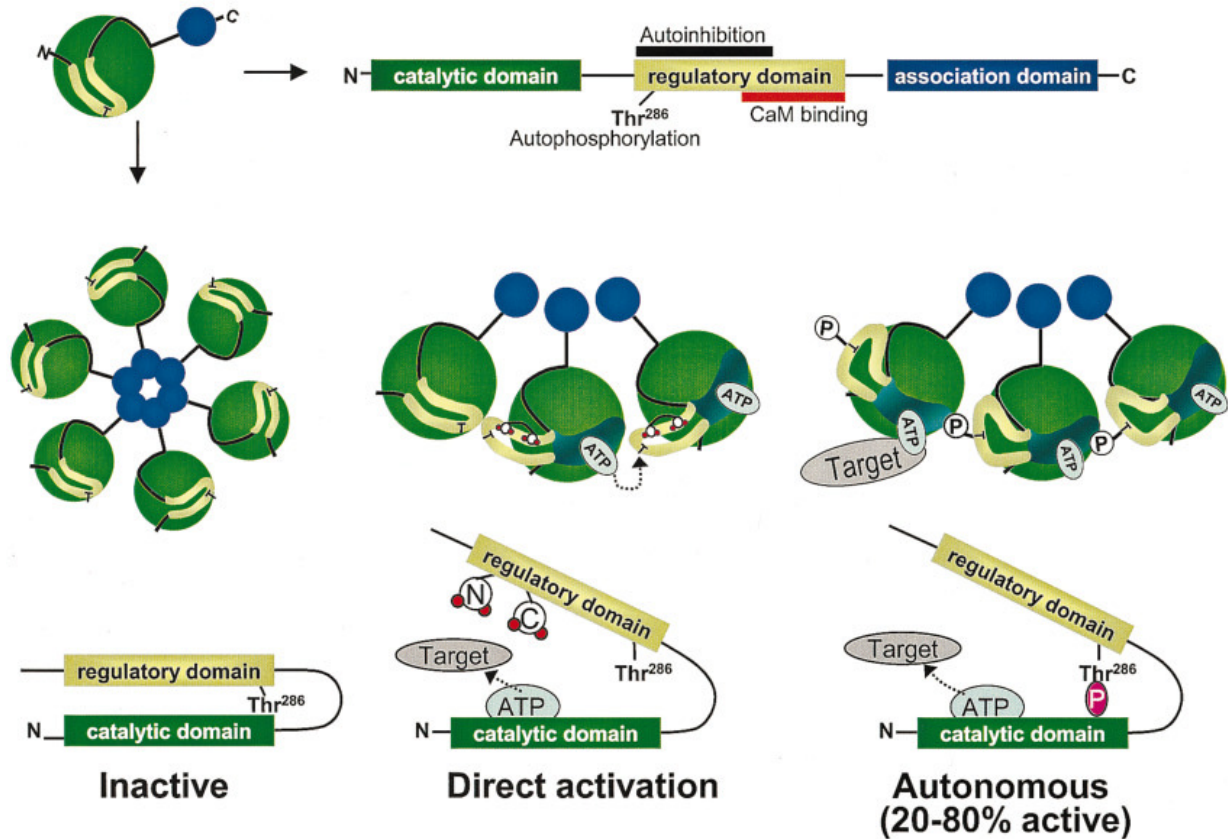 N
C
T
Autoinhibition
N
catalytic domain
regulatory domain
association domain
C
Thr²⁸⁶
CaM binding
Autophosphorylation
T
T
T
T
T
T
T
T
T
ATP
ATP
P
T
ATP
P
T
ATP
P
T
ATP
Target
regulatory domain
Thr²⁸⁶
N
catalytic domain
Inactive
regulatory domain
N
C
Target
Thr²⁸⁶
ATP
N
catalytic domain
Direct activation
regulatory domain
Target
Thr²⁸⁶
P
ATP
N
catalytic domain
Autonomous
(20-80% active)